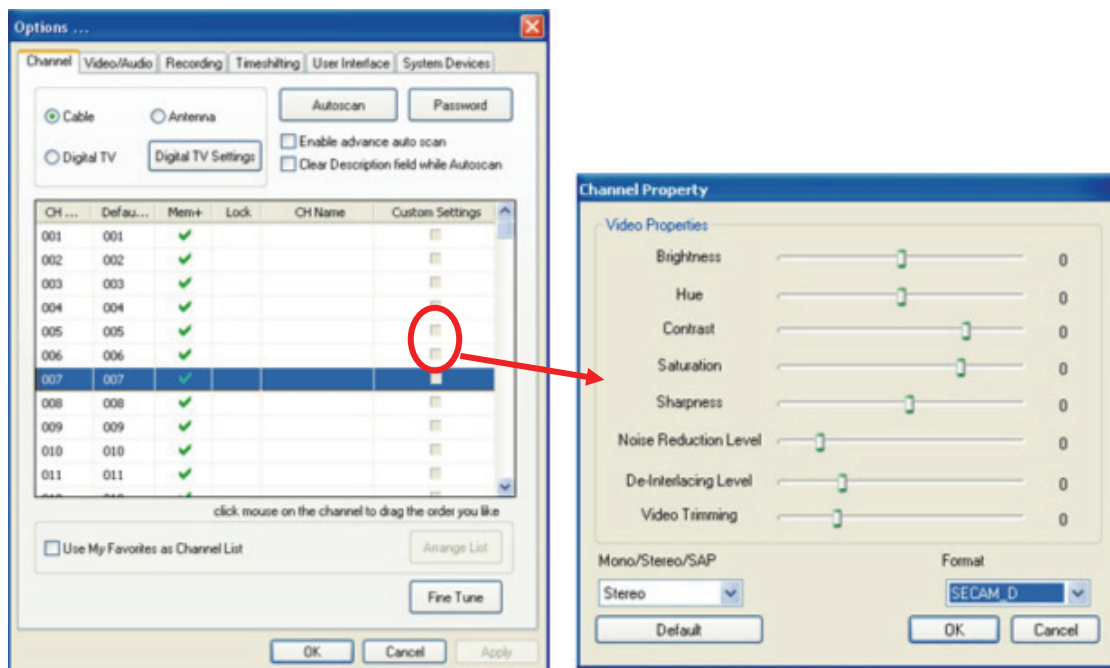 Options ...
Channel Video/Audio Recording Timeshifting User Interface System Devices
Cable Antenna
Digital TV Digital TV Settings
Autoscan Password
Enable advance auto scan
Clear Description field while Autoscan
CH ... Defau... Mem+ Lock CH Name Custom Settings
001 001
002 002
003 003
004 004
005 005
006 006
007 007
008 008
009 009
010 010
011 011
click mouse on the channel to drag the order you like
Use My Favorites as Channel List Arrange List
Fine Tune
OK Cancel Apply
Channel Property
Video Properties
Brightness 0
Hue 0
Contrast 0
Saturation 0
Sharpness 0
Noise Reduction Level 0
De-Interlacing Level 0
Video Trimming 0
Mono/Stereo/SAP Format
Stereo SECAM_D
Default OK Cancel